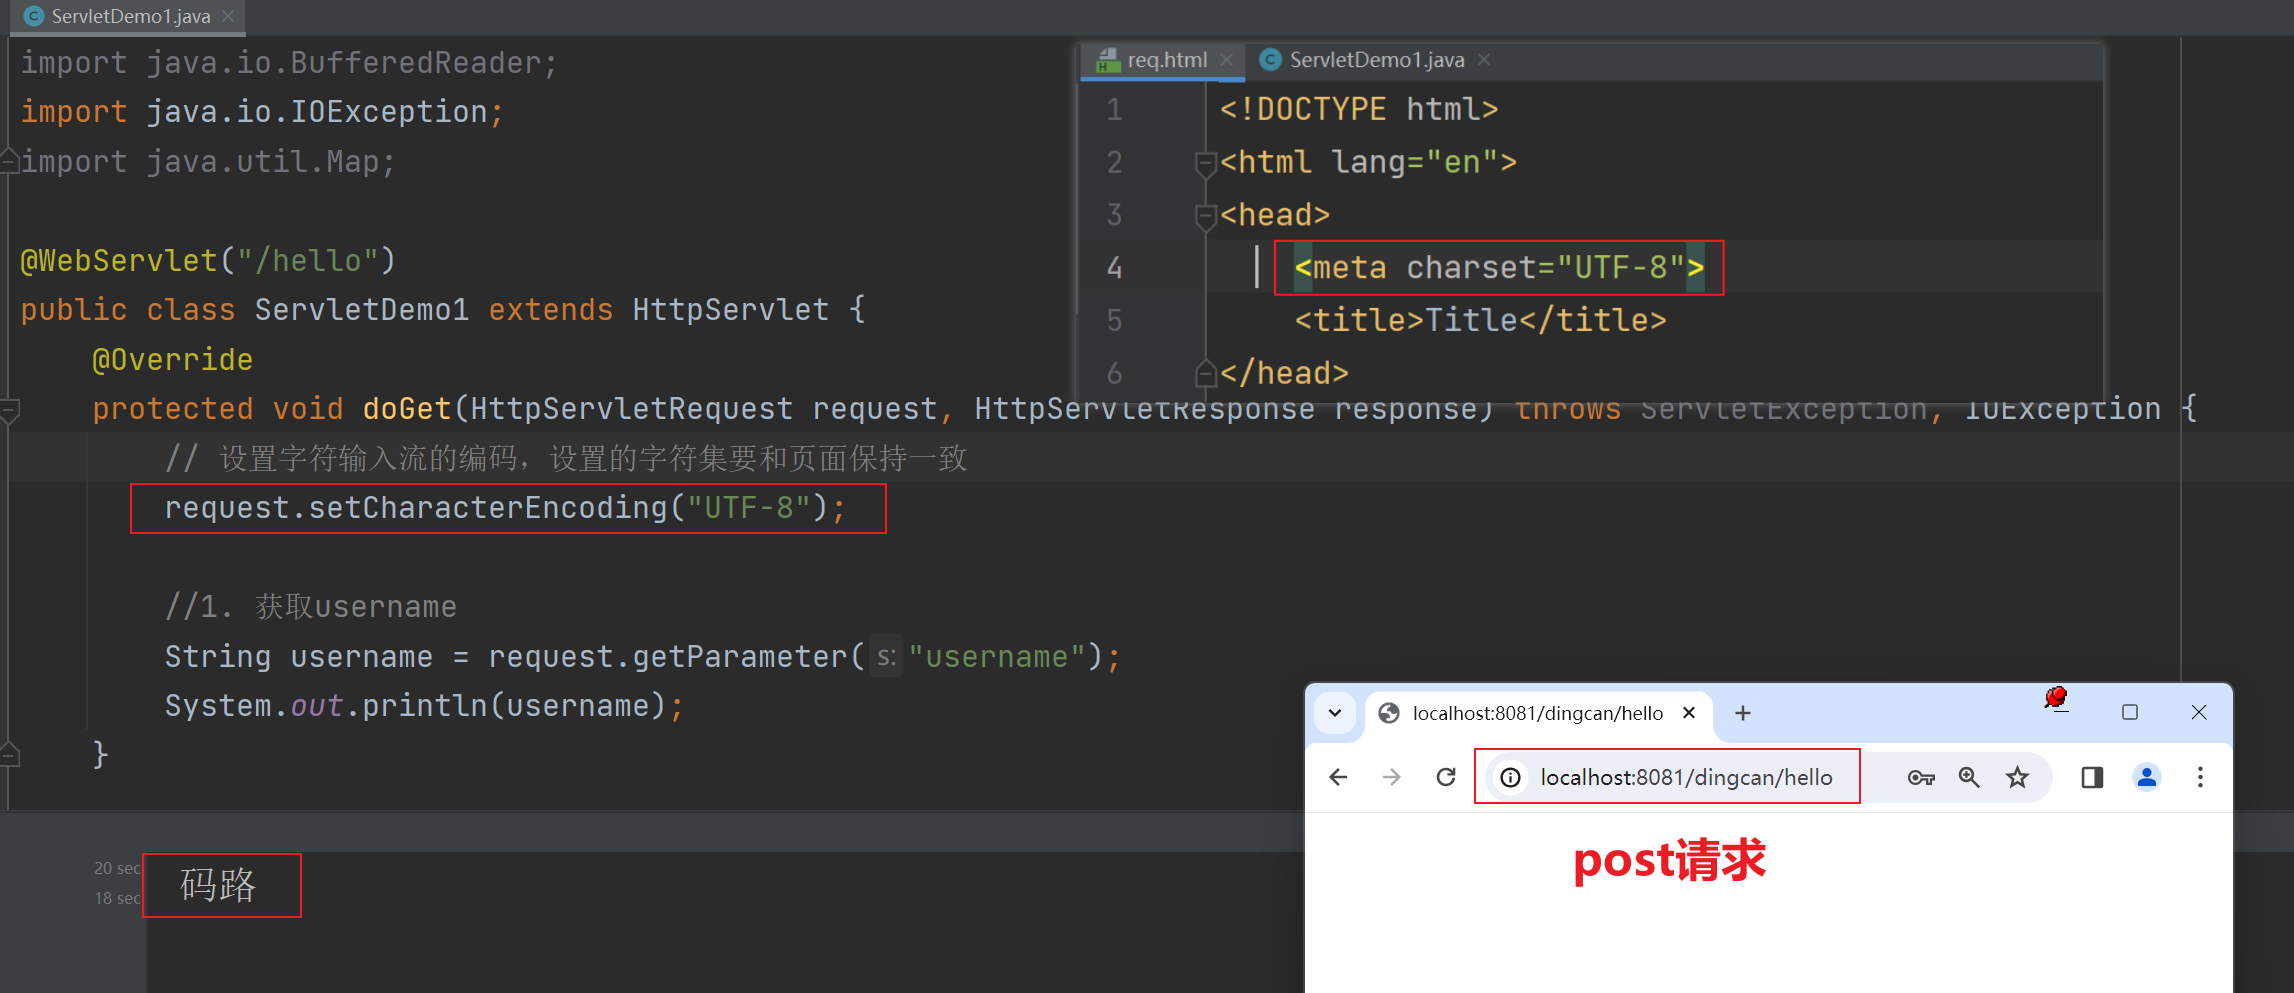 ServletDemo1.java
import java.io.BufferedReader;
import java.io.IOException;
import java.util.Map;
@WebServlet("/hello")
public class ServletDemo1 extends HttpServlet {
@Override
protected void doGet(HttpServletRequest request, HttpServletResponse response) throws ServletException, IOException {
// 设置字符输入流的编码，设置的字符集要和页面保持一致
request.setCharacterEncoding("UTF-8");
//1. 获取username
String username = request.getParameter( s: "username");
System.out.println(username);
}
req.html
ServletDemo1.java
1 <!DOCTYPE html>
2 <html lang="en">
3 <head>
4 <meta charset="UTF-8">
5 <title>Title</title>
6 </head>
20 sec
18 sec
码路
localhost:8081/dingcan/hello
localhost:8081/dingcan/hello
post请求